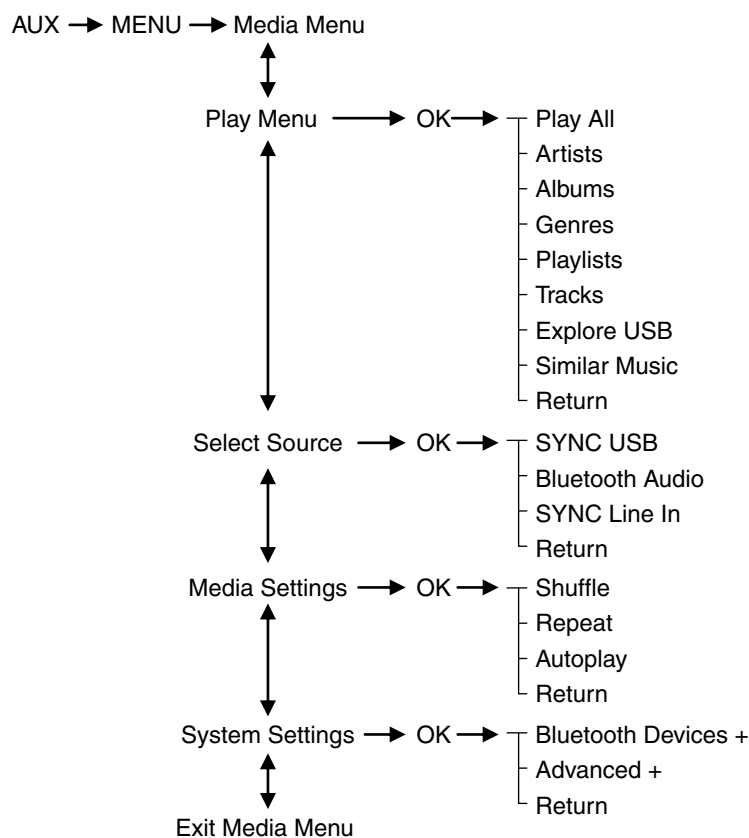 AUX MENU Media Menu
Play Menu OK Play All
Artists
Albums
Genres
Playlists
Tracks
Explore USB
Similar Music
Return
Select Source OK SYNC USB
Bluetooth Audio
SYNC Line In
Return
Media Settings OK Shuffle
Repeat
Autoplay
Return
System Settings OK Bluetooth Devices +
Advanced +
Return
Exit Media Menu